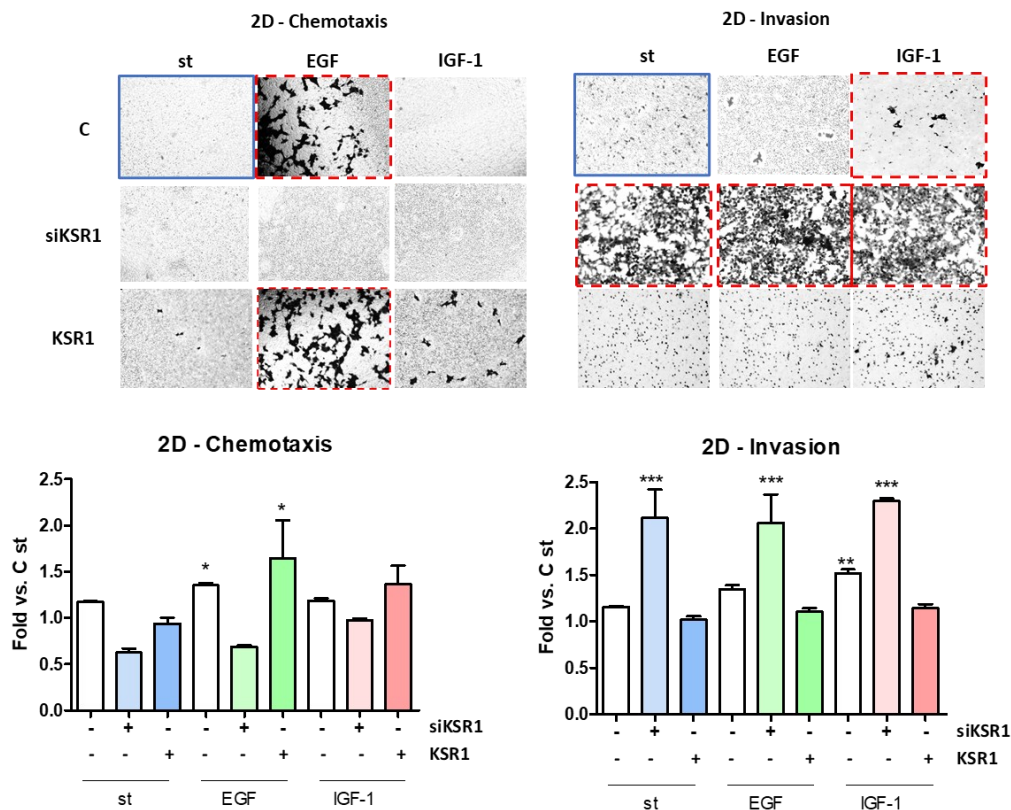 2D - Chemotaxis
st EGF IGF-1
C
siKSR1
KSR1
2D - Invasion
st EGF IGF-1
2D - Chemotaxis
Fold vs. C st
2.5
2.0
1.5
1.0
0.5
0.0
* *
- + - - + - - + - siKSR1
- - + - - + - - + KSR1
st EGF IGF-1
2D - Invasion
Fold vs. C st
2.5
2.0
1.5
1.0
0.5
0.0
*** *** ** ***
- + - - + - - + - siKSR1
- - + - - + - - + KSR1
st EGF IGF-1